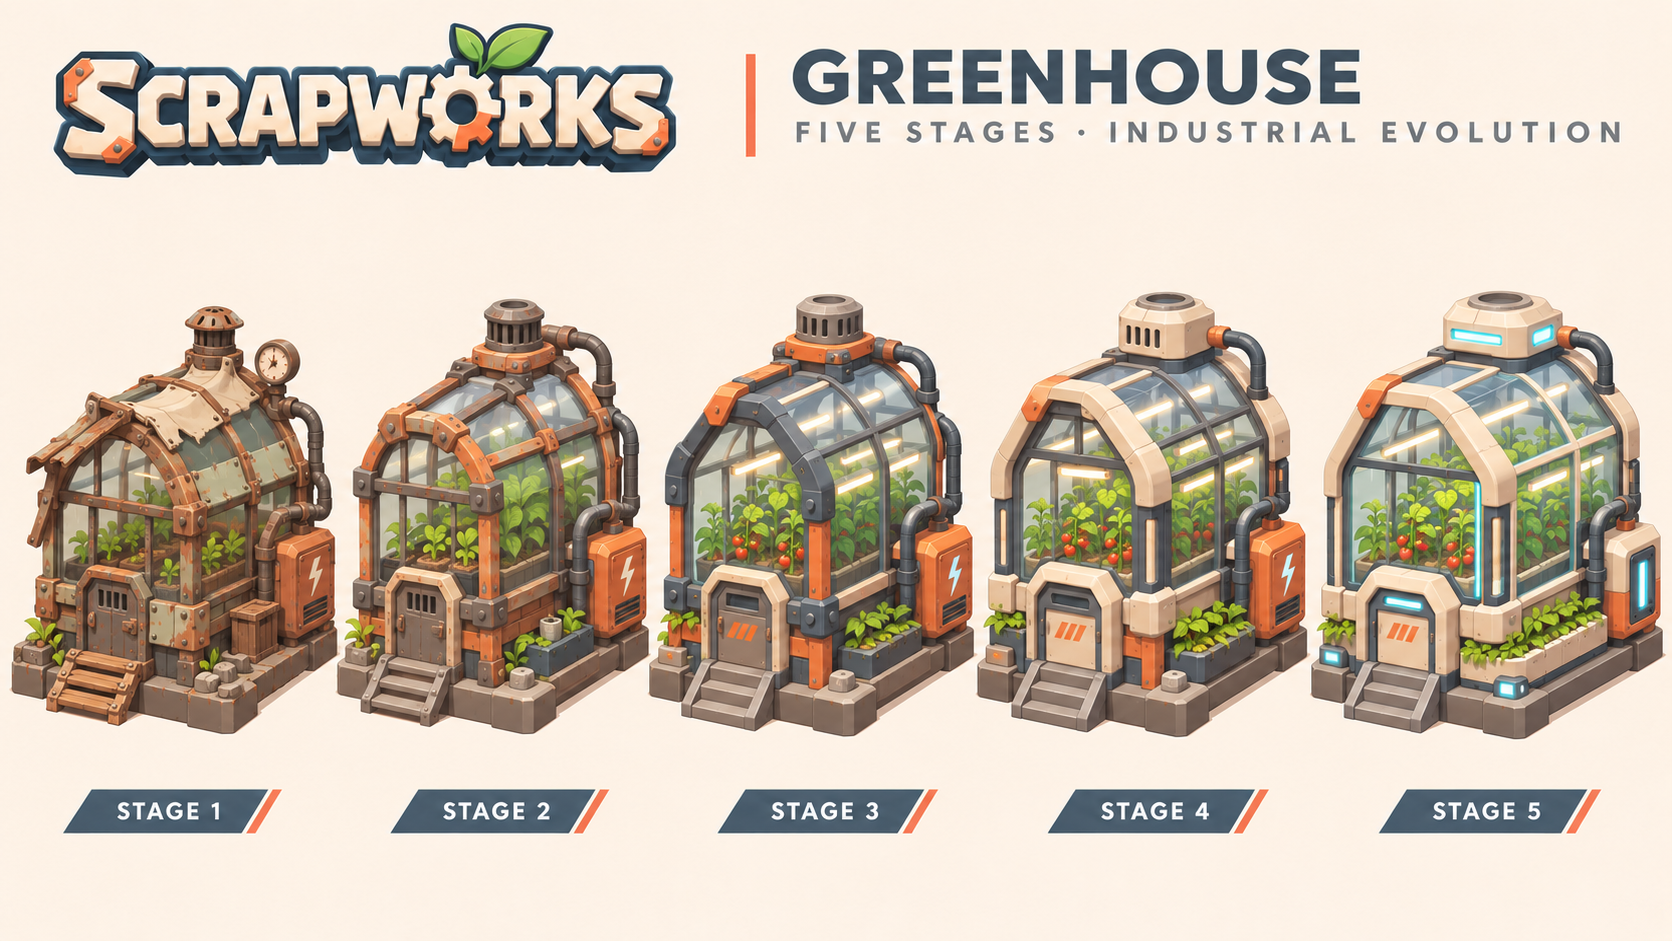 SCRAPWORKS
GREENHOUSE
FIVE STAGES · INDUSTRIAL EVOLUTION
STAGE 1
STAGE 2
STAGE 3
STAGE 4
STAGE 5